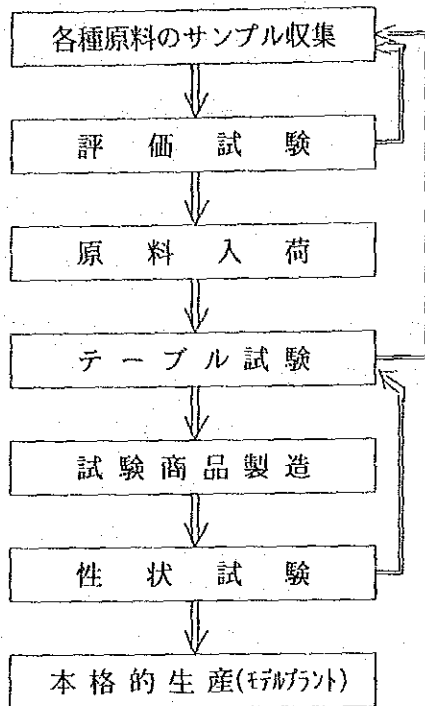 各種原料のサンプル収集
評価試験
原料入荷
テーブル試験
試験商品製造
性状試験
本格的生産(モデルプラント)